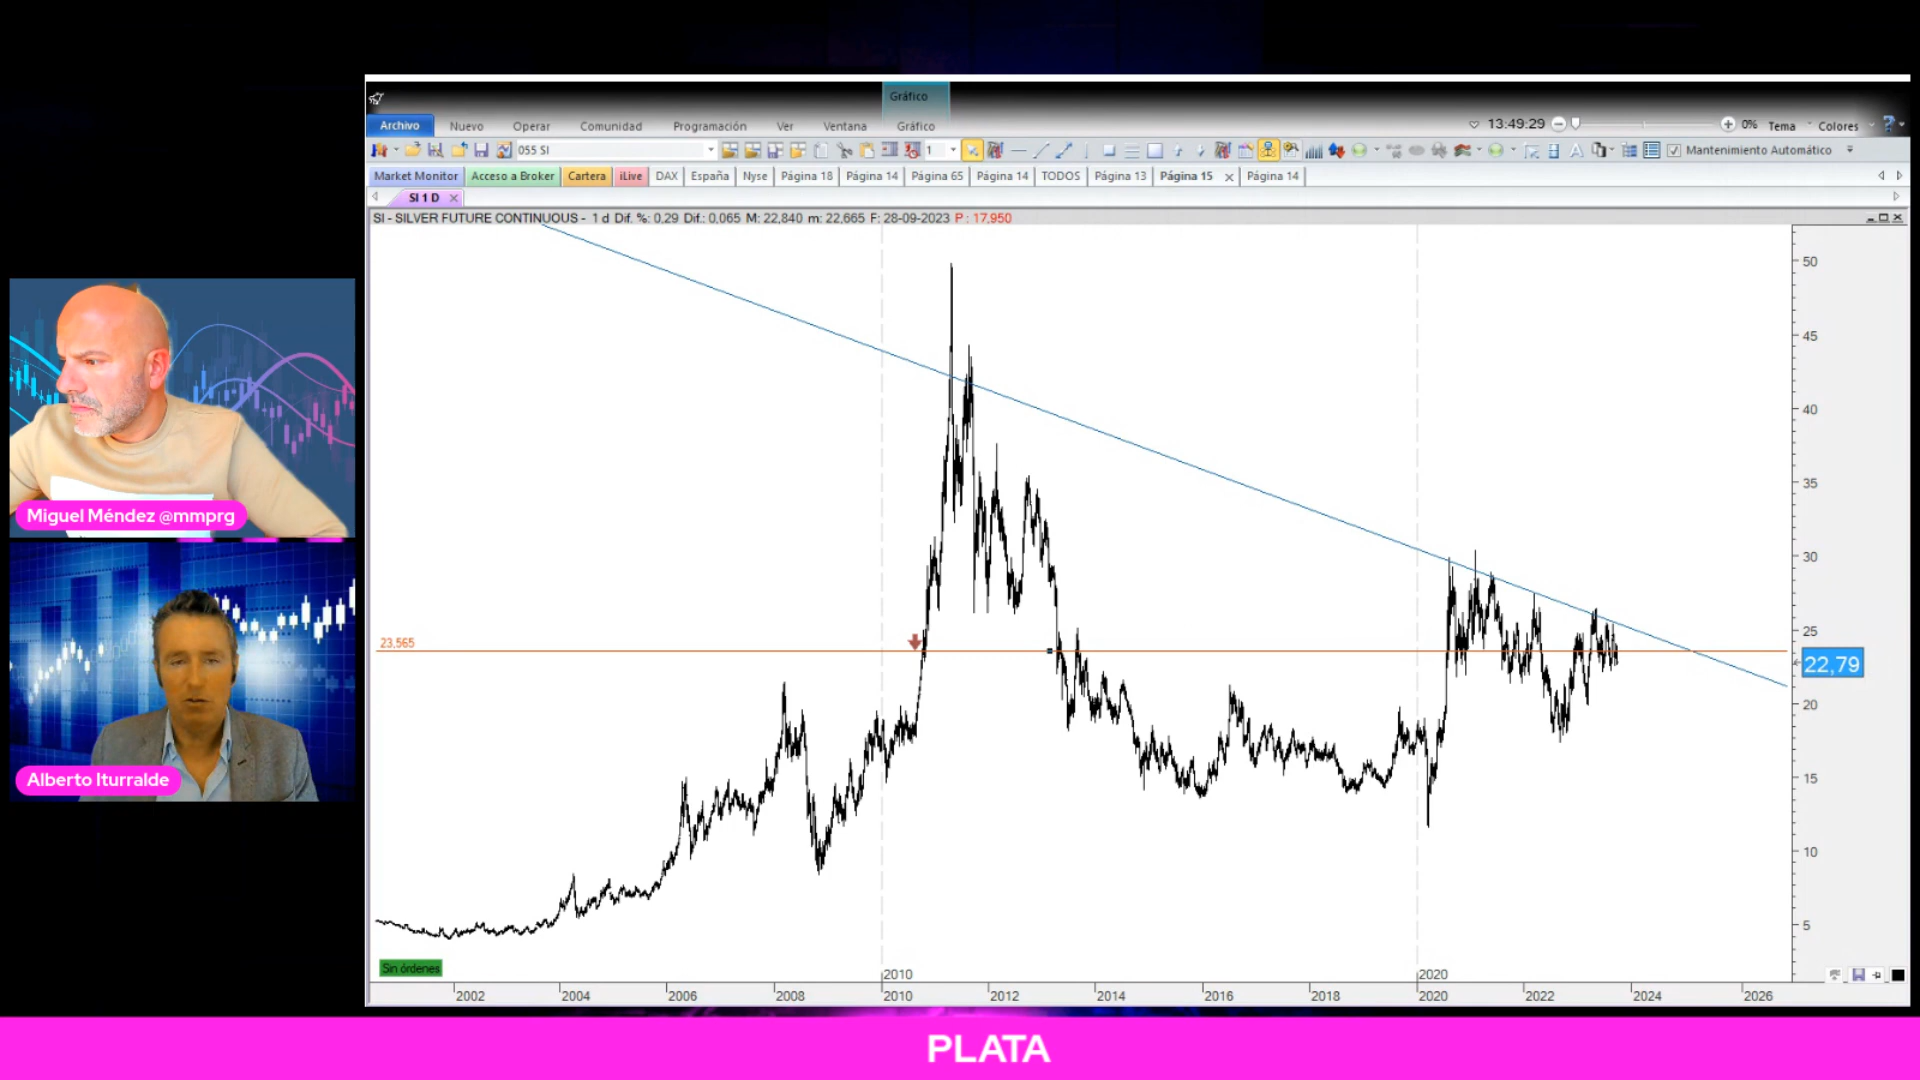 Gráfico
Archivo Nuevo Operar Comunidad Programación Ver Ventana Gráfico 13:49:29 0% Tema Colores
055 SI 1 Mantenimiento Automático
Market Monitor Acceso a Broker Cartera iLive DAX España Nyse Página 18 Página 14 Página 65 Página 14 TODOS Página 13 Página 15 Página 14
SI 1 D
SI - SILVER FUTURE CONTINUOUS - 1 d Dif. %: 0,29 Dif.: 0,065 M: 22,840 m: 22,665 F: 28-09-2023 P : 17,950
50
45
40
35
30
25
20
15
10
5
23,565
22,79
Miguel Méndez @mmprg
Alberto Iturralde
Sin órdenes
2010 2020
2002 2004 2006 2008 2010 2012 2014 2016 2018 2020 2022 2024 2026
PLATA